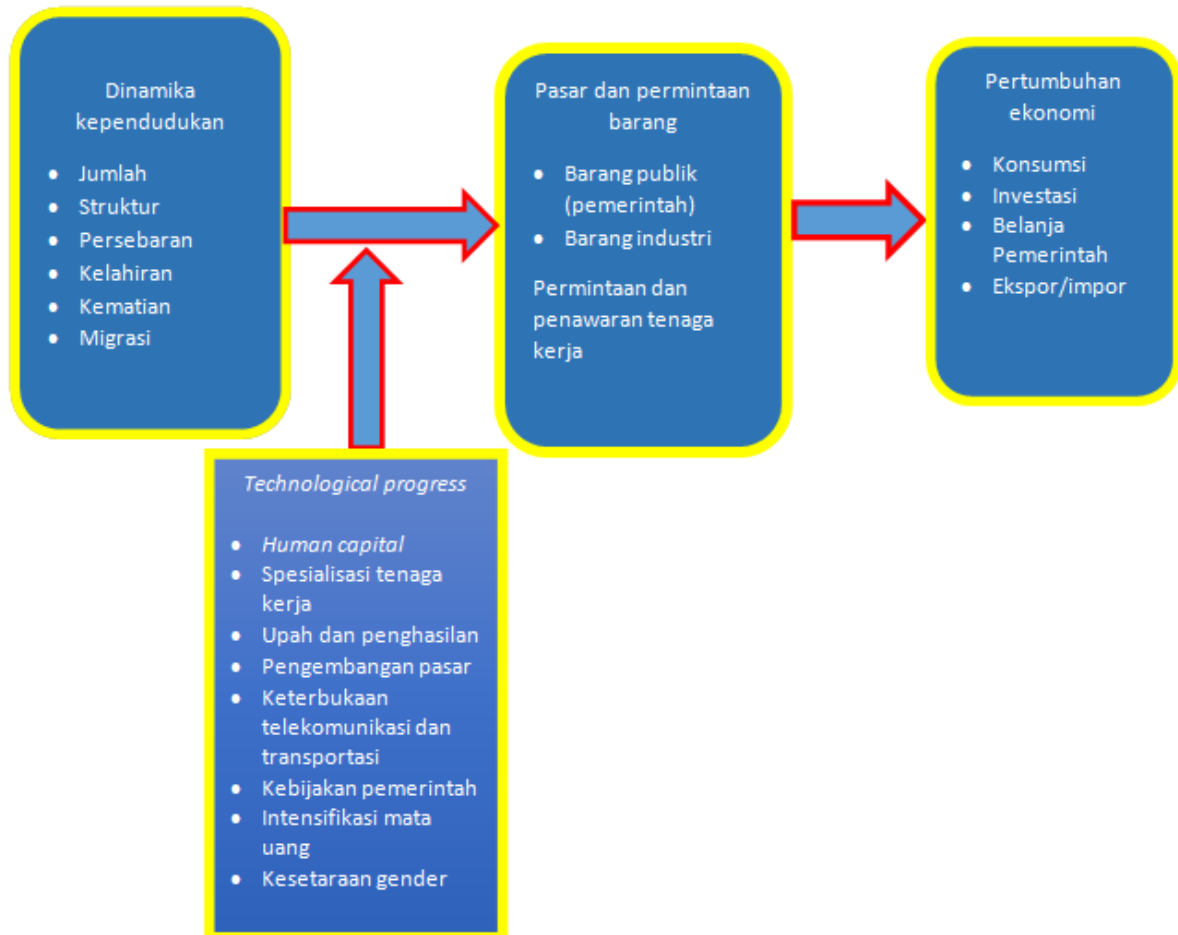 Dinamika
kependudukan
• Jumlah
• Struktur
• Persebaran
• Kelahiran
• Kematian
• Migrasi
Pasar dan permintaan
barang
• Barang publik
(pemerintah)
• Barang industri
Permintaan dan
penawaran tenaga
kerja
Pertumbuhan
ekonomi
• Konsumsi
• Investasi
• Belanja
Pemerintah
• Ekspor/impor
Technological progress
• Human capital
• Spesialisasi tenaga
kerja
• Upah dan penghasilan
• Pengembangan pasar
• Keterbukaan
telekomunikasi dan
transportasi
• Kebijakan pemerintah
• Intensifikasi mata
uang
• Kesetaraan gender